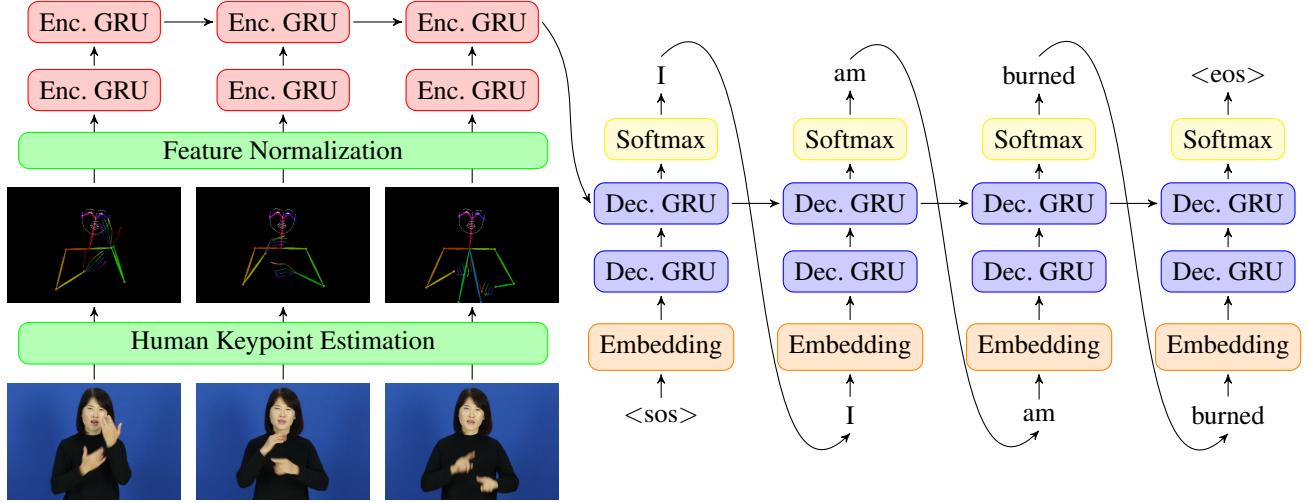 Enc. GRU Enc. GRU Enc. GRU
Enc. GRU Enc. GRU Enc. GRU
Feature Normalization
Human Keypoint Estimation
I am burned <eos>
Softmax Softmax Softmax Softmax
Dec. GRU Dec. GRU Dec. GRU Dec. GRU
Dec. GRU Dec. GRU Dec. GRU Dec. GRU
Embedding Embedding Embedding Embedding
<sos> I am burned